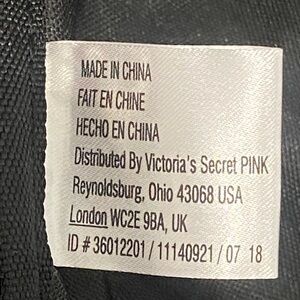 MADE IN CHINA
FAIT EN CHINE
HECHO EN CHINA
Distributed By Victoria's Secret PINK
Reynoldsburg, Ohio 43068 USA
London WC2E 9BA, UK
ID # 36012201 / 11140921 / 07 18